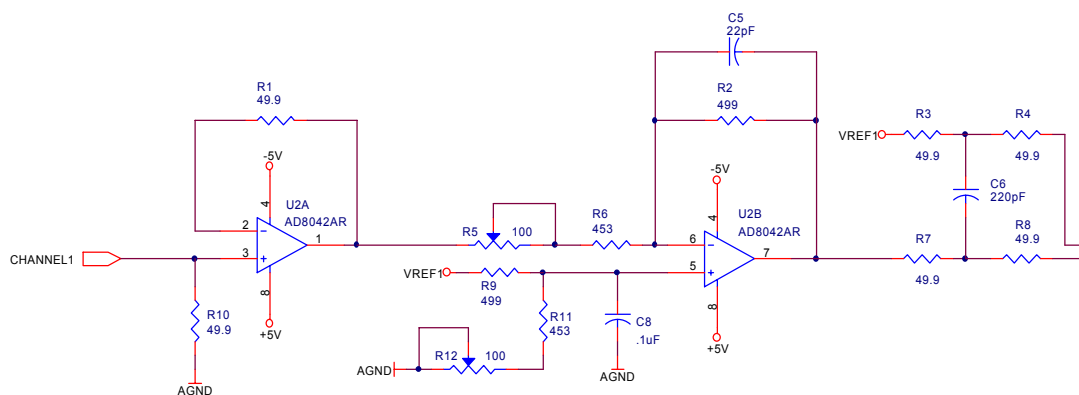 C5
22pF
R1
49.9
R2
499
-5V
4
U2A
AD8042AR
2
-
1
3
+
8
+5V
CHANNEL1
R10
49.9
AGND
R5
100
R6
453
-5V
4
U2B
AD8042AR
6
-
7
5
+
8
+5V
VREF1
R9
499
R11
453
C8
.1uF
AGND
AGND
R12
100
VREF1
R3
49.9
R4
49.9
C6
220pF
R7
49.9
R8
49.9